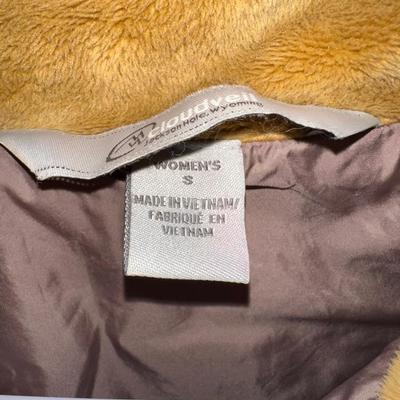 cloudveil
Jackson Hole, Wyoming
WOMEN'S
S
MADE IN VIETNAM/
FABRIQUÉ EN
VIETNAM